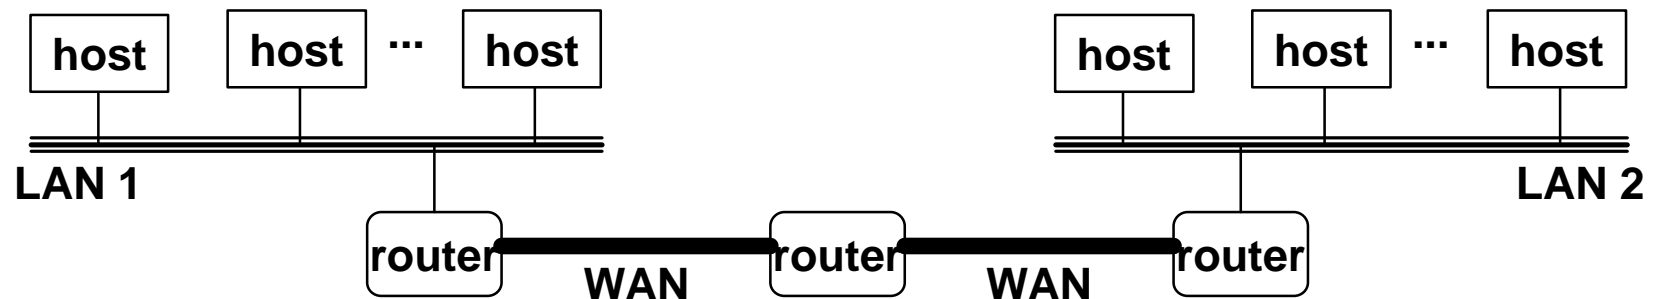 host host ... host
host host ... host
LAN 1
LAN 2
router WAN router WAN router